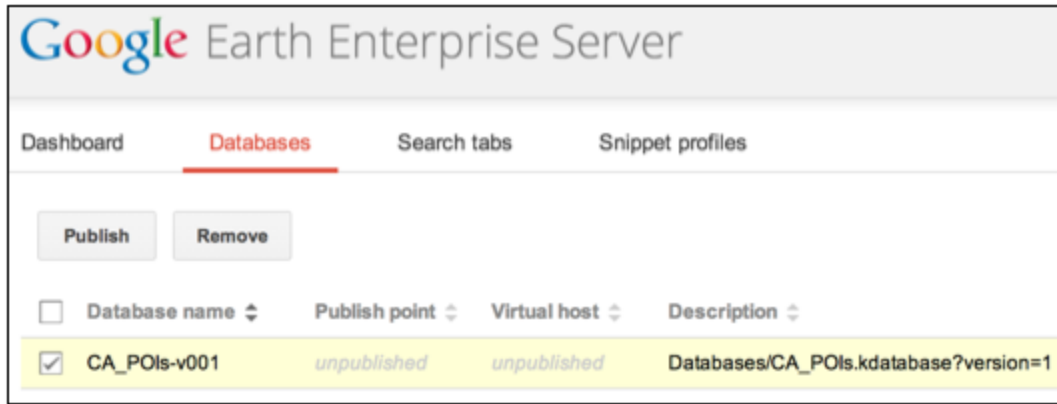 Google Earth Enterprise Server
Dashboard Databases Search tabs Snippet profiles
Publish Remove
Database name Publish point Virtual host Description
CA_POIs-v001 unpublished unpublished Databases/CA_POIs.kdatabase?version=1